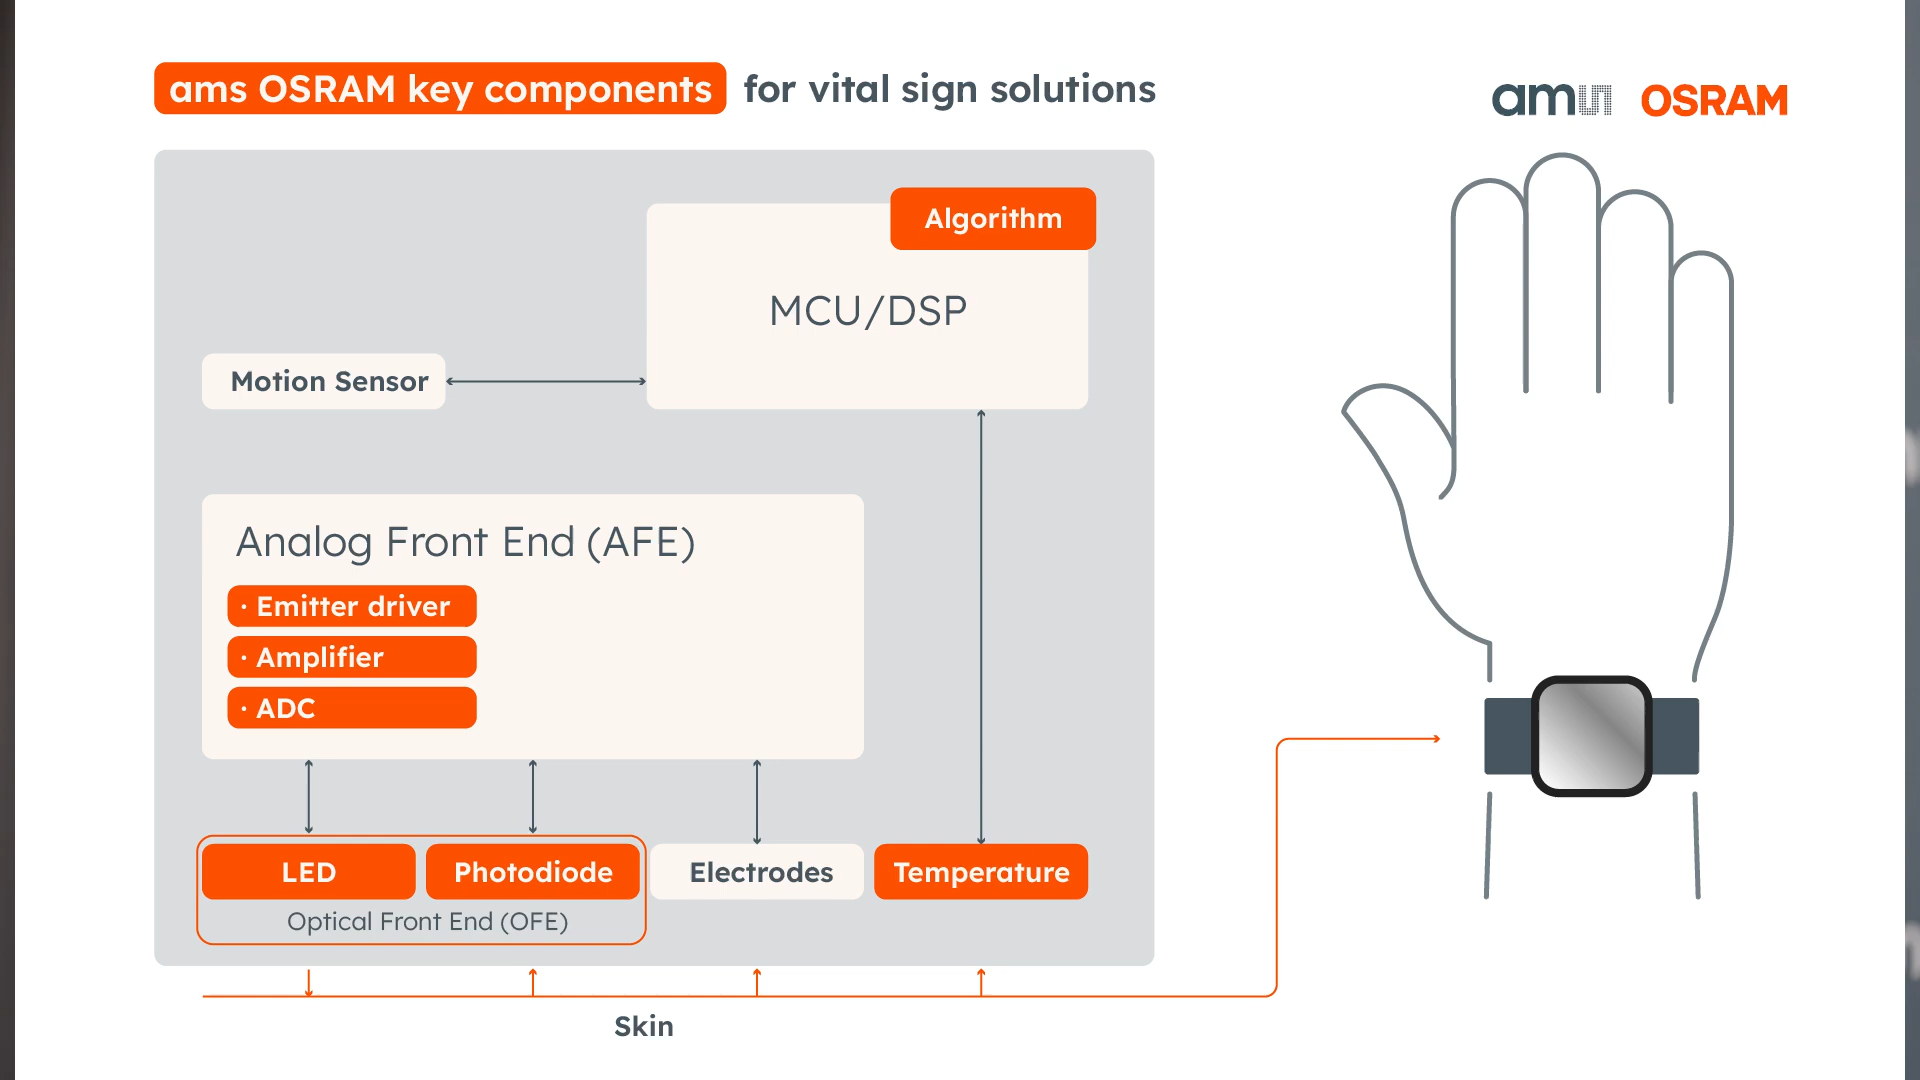 ams OSRAM key components for vital sign solutions
am OSRAM
Algorithm
MCU/DSP
Motion Sensor
Analog Front End (AFE)
· Emitter driver
· Amplifier
· ADC
LED
Photodiode
Electrodes
Temperature
Optical Front End (OFE)
Skin